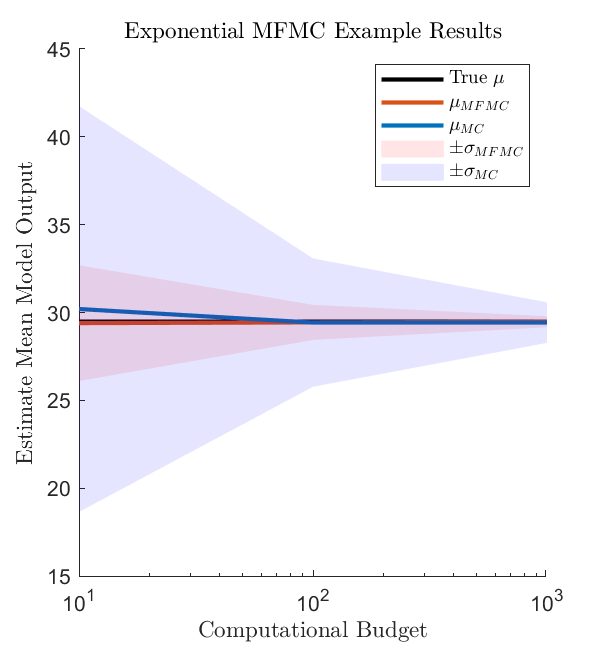 Exponential MFMC Example Results
45
40
35
30
25
20
15
Estimate Mean Model Output
True μ
μ_MFMC
μ_MC
±σ_MFMC
±σ_MC
10^1 10^2 10^3
Computational Budget